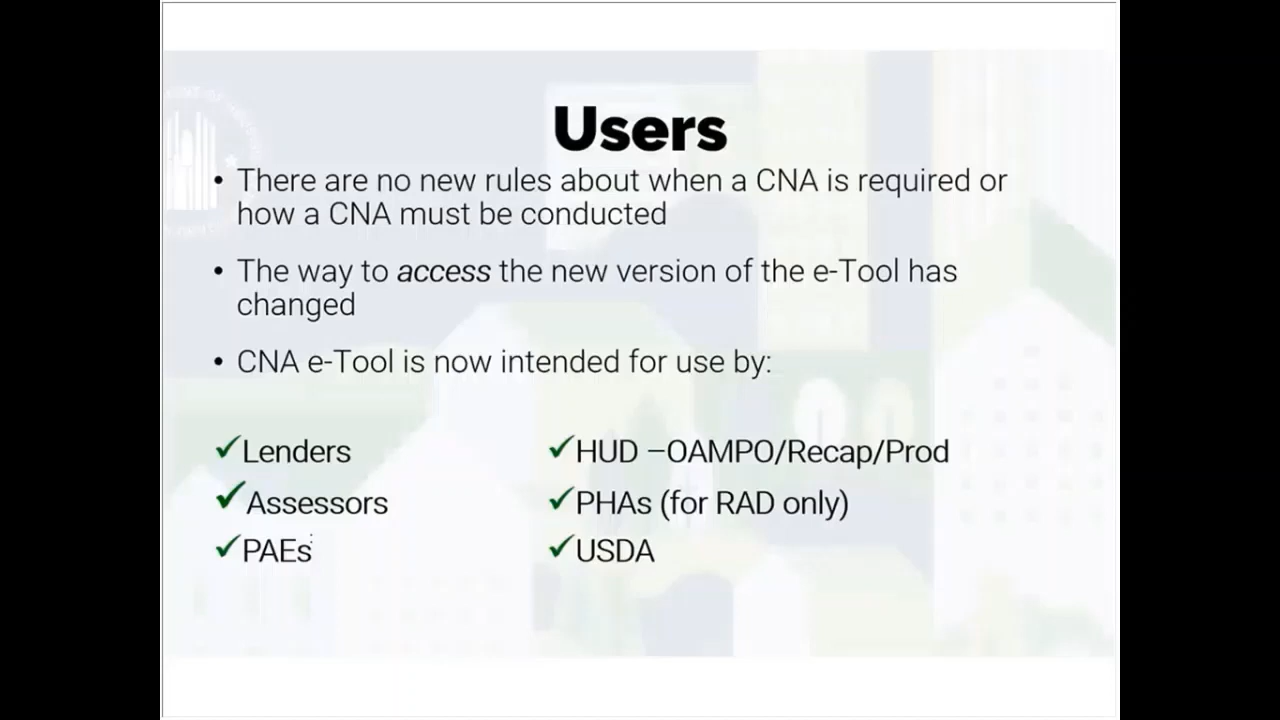 Users
• There are no new rules about when a CNA is required or
how a CNA must be conducted
• The way to access the new version of the e-Tool has
changed
• CNA e-Tool is now intended for use by:
✓Lenders
✓Assessors
✓PAEs
✓HUD –OAMPO/Recap/Prod
✓PHAs (for RAD only)
✓USDA